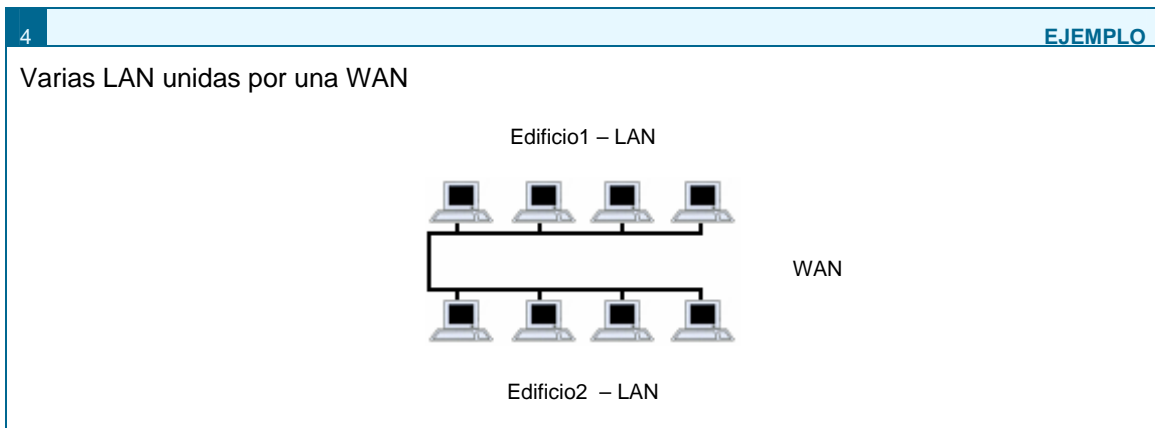 4 EJEMPLO
Varias LAN unidas por una WAN
Edificio1 – LAN
WAN
Edificio2 – LAN